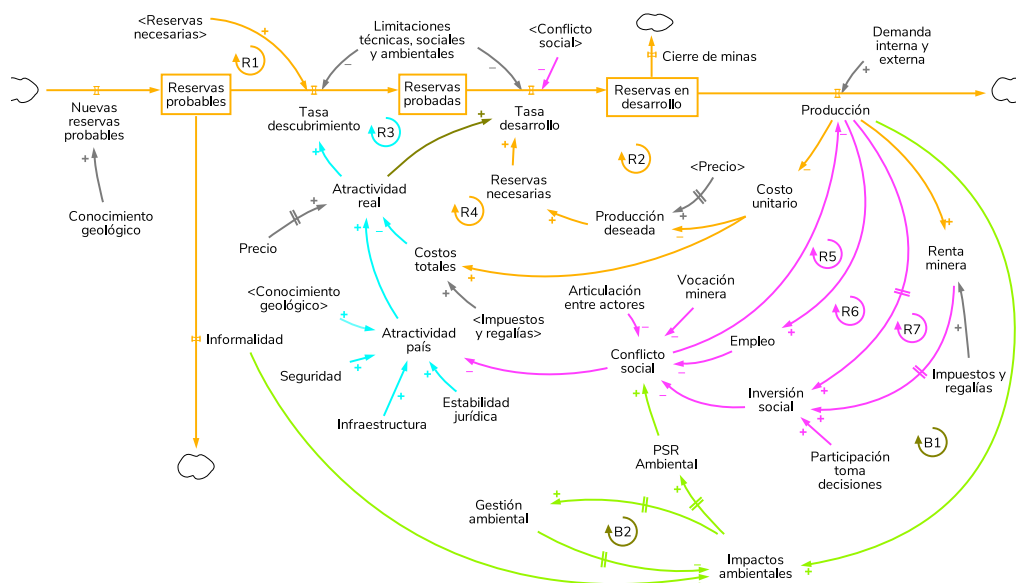 <Reservas
necesarias>
R1
Limitaciones
técnicas, sociales
y ambientales
<Conflicto
social>
Cierre de minas
Demanda
interna y
externa
Reservas
probables
Reservas
probadas
Reservas en
desarrollo
Nuevas
reservas
probables
Tasa
descubrimiento
R3
Tasa
desarrollo
Producción
R2
<Precio>
Conocimiento
geológico
Atractividad
real
Reservas
necesarias
Costo
unitario
R4
Producción
deseada
Precio
Costos
totales
Renta
minera
R5
Vocación
minera
Articulación
entre actores
<Conocimiento
geológico>
<Impuestos y
regalías>
R6
R7
Informalidad
Atractividad
país
Empleo
Conflicto
social
Seguridad
Impuestos y
regalías
Estabilidad
jurídica
Inversión
social
Infraestructura
B1
PSR
Ambiental
Participación
toma
decisiones
Gestión
ambiental
B2
Impactos
ambientales